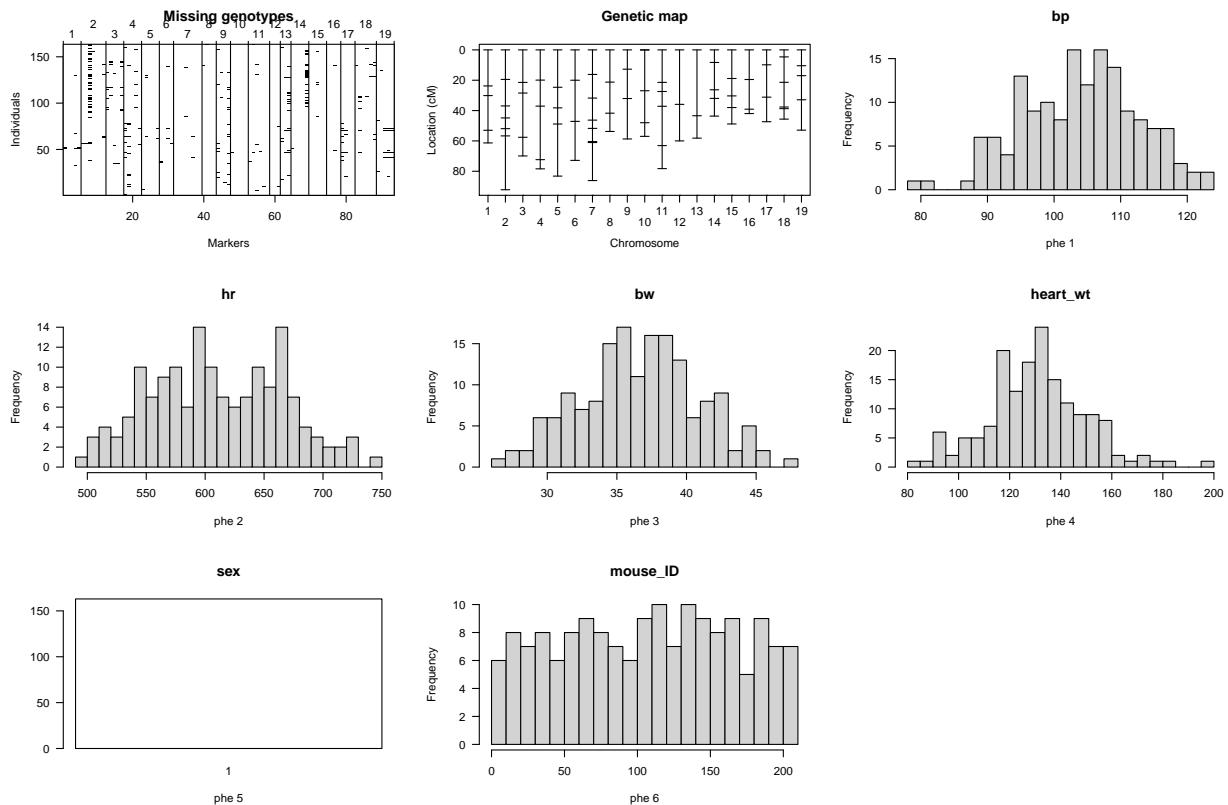 Missing genotypes
1 2 3 4 5 6 7 8 9 10 11 12 13 14 15 16 17 18 19
150
100
50
Individuals
20 40 60 80
Markers
Genetic map
0
20
40
60
80
Location (cM)
1 2 3 4 5 6 7 8 9 10 11 12 13 14 15 16 17 18 19
Chromosome
bp
15
10
5
0
Frequency
80 90 100 110 120
phe 1
hr
14
12
10
8
6
4
2
0
Frequency
500 550 600 650 700 750
phe 2
bw
15
10
5
0
Frequency
30 35 40 45
phe 3
heart_wt
20
15
10
5
0
Frequency
80 100 120 140 160 180 200
phe 4
sex
150
100
50
0
1
phe 5
mouse_ID
10
8
6
4
2
0
Frequency
0 50 100 150 200
phe 6